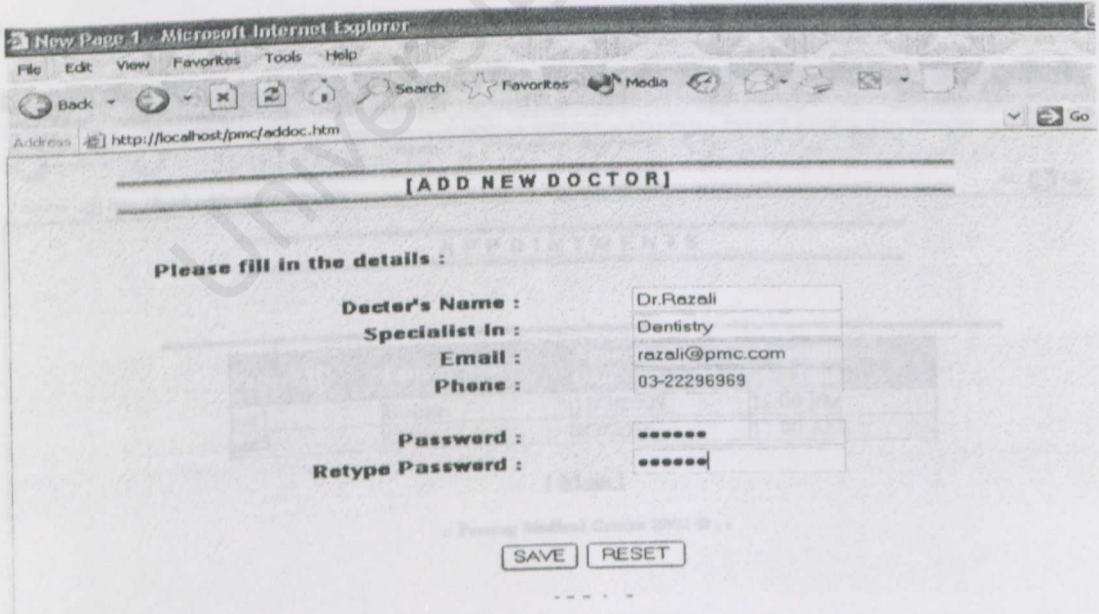 New Page 1 - Microsoft Internet Explorer
File Edit View Favorites Tools Help
Back Search Favorites Media
Address http://localhost/pmc/addoc.htm Go
[ADD NEW DOCTOR]
APPOINTMENTS
Please fill in the details :
Doctor's Name : Dr.Razali
Specialist In : Dentistry
Email : razali@pmc.com
Phone : 03-22296969
Password : ••••••
Retype Password : ••••••
SAVE RESET